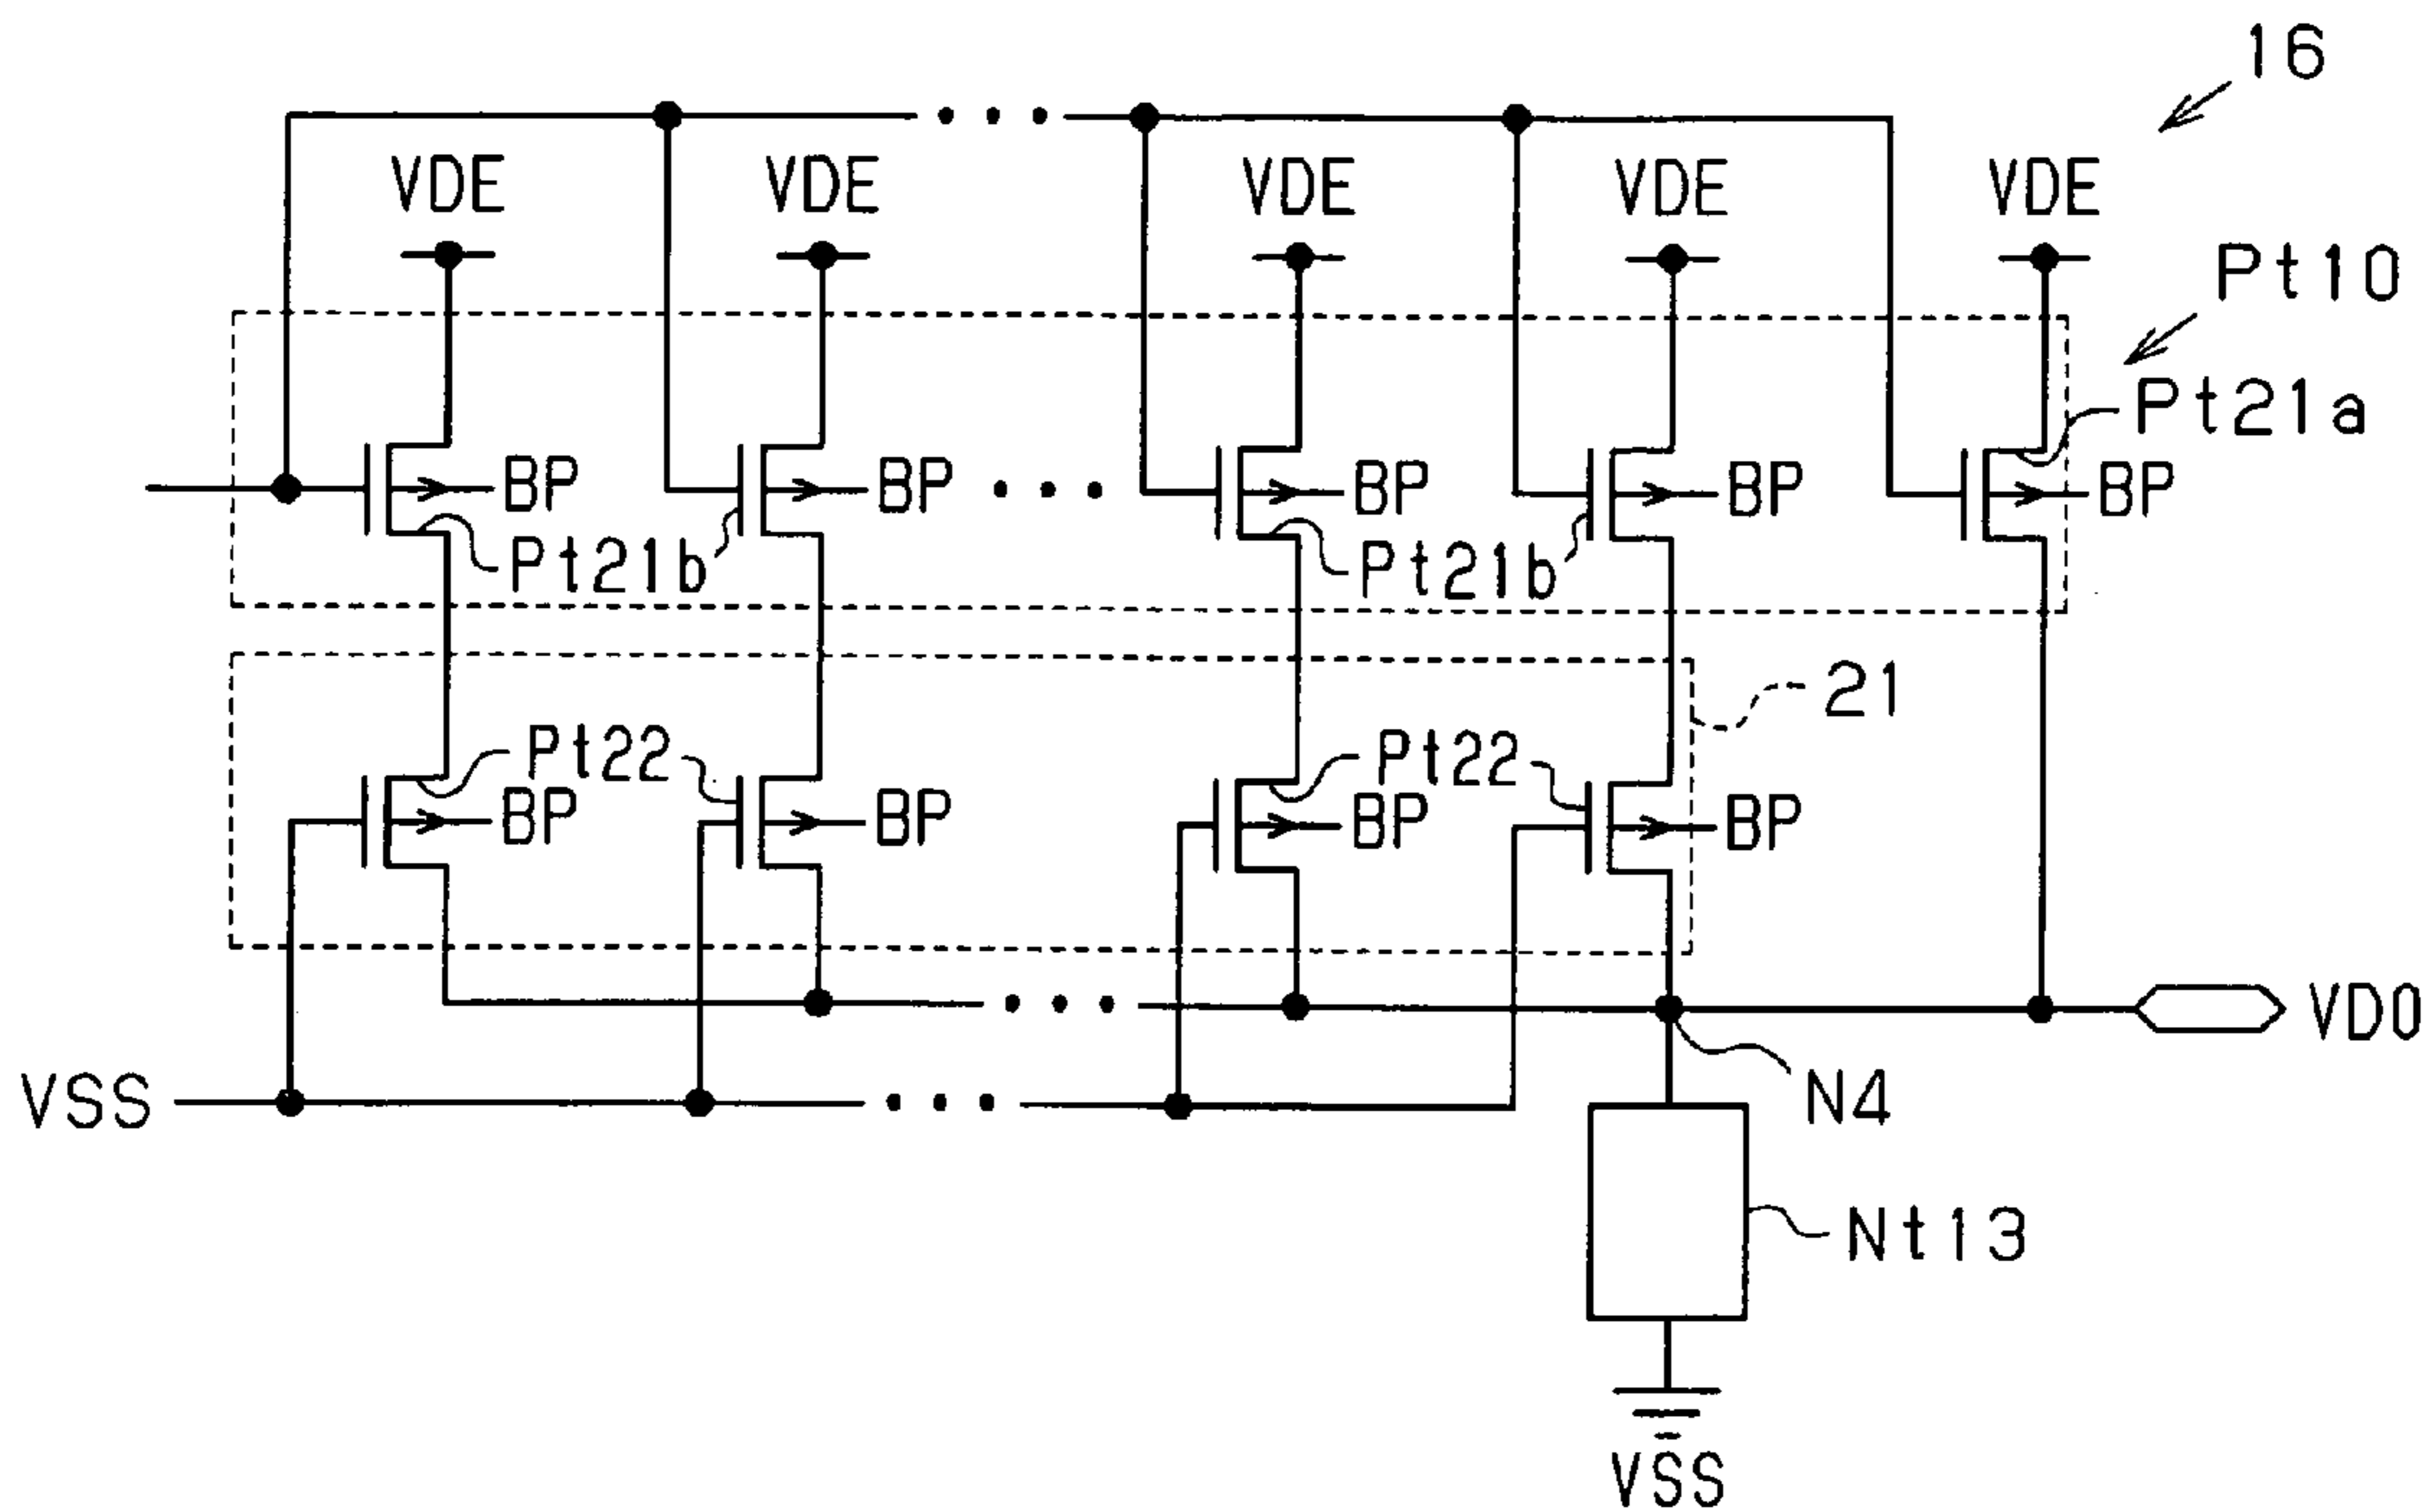 16
VDE VDE VDE VDE VDE
Pt10
Pt21a
BP BP BP BP BP
Pt21b Pt21b
21
Pt22 Pt22
BP BP BP BP
VD0
N4
VSS
Nt13
VSS